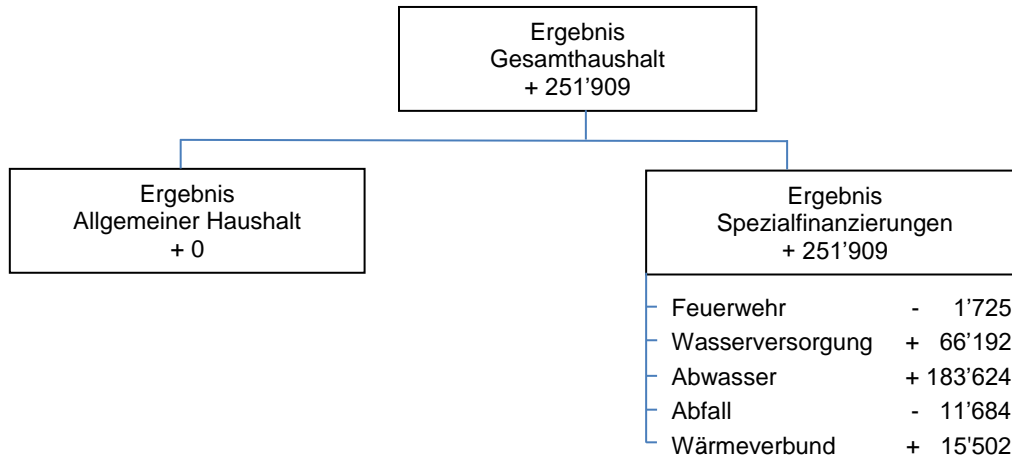 Ergebnis
Gesamthaushalt
+ 251’909
Ergebnis
Allgemeiner Haushalt
+ 0
Ergebnis
Spezialfinanzierungen
+ 251’909
Feuerwehr - 1’725
Wasserversorgung + 66’192
Abwasser + 183’624
Abfall - 11’684
Wärmeverbund + 15'502